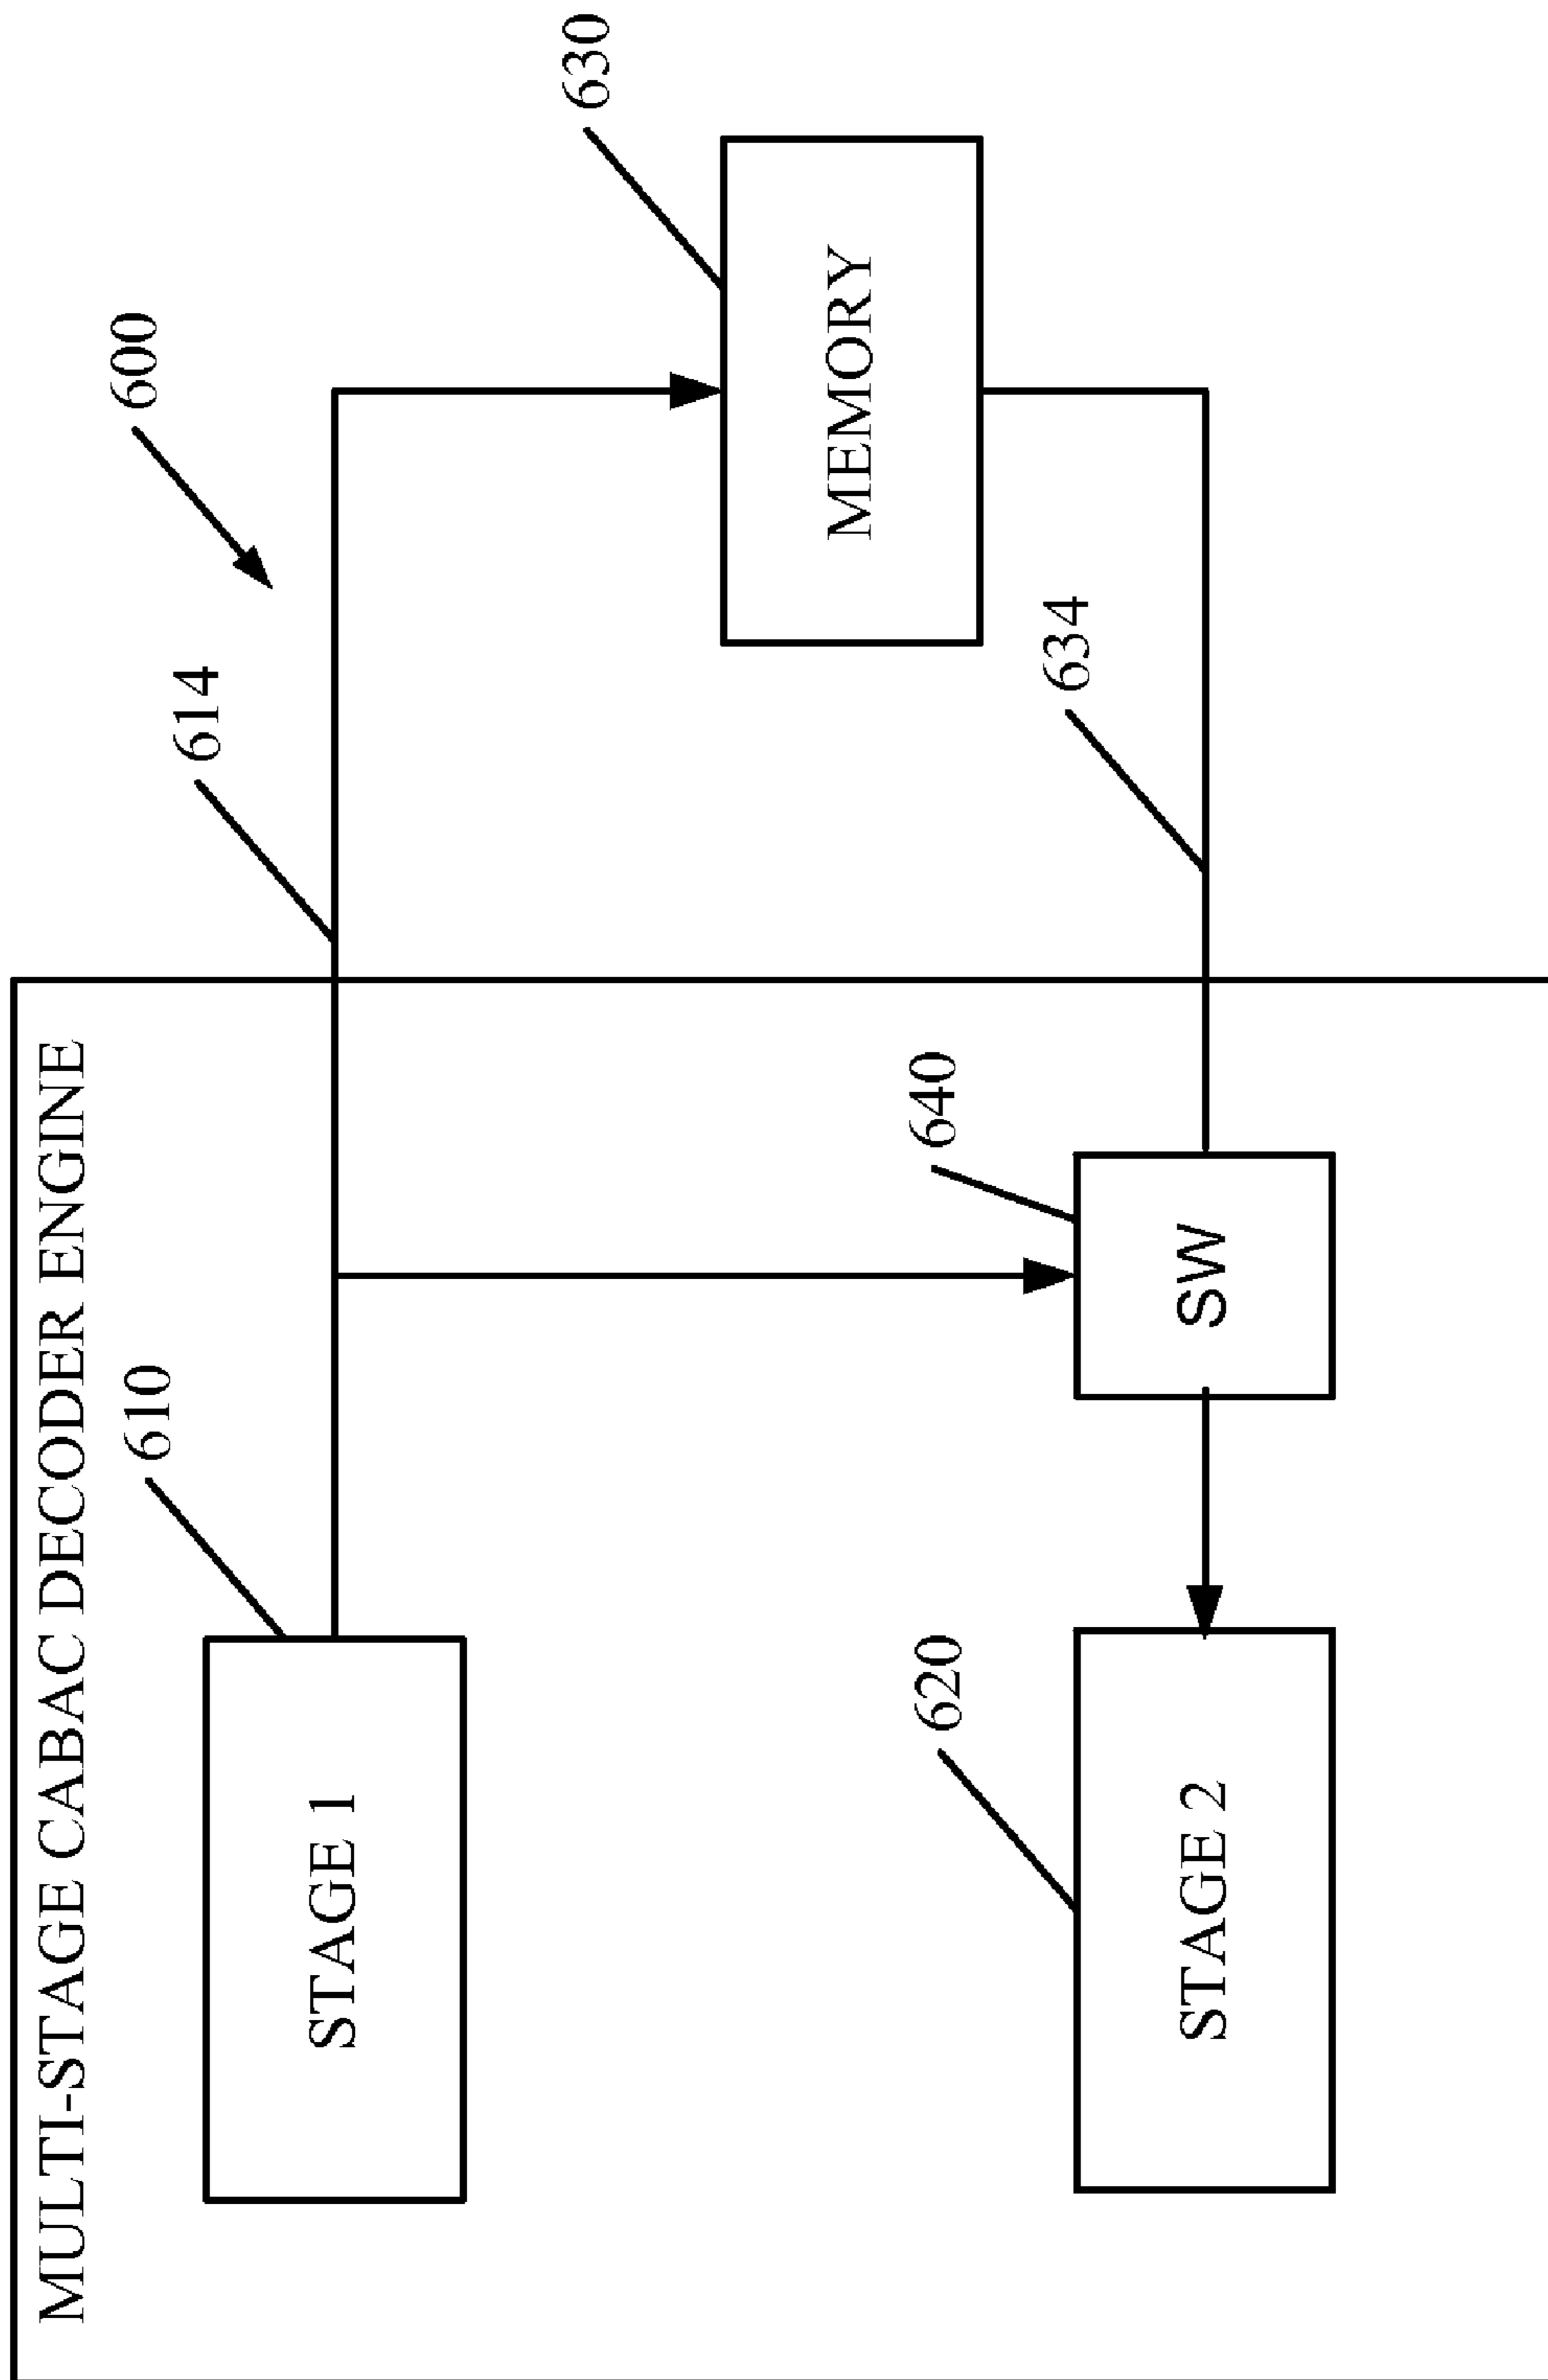 MULTI-STAGE CABAC DECODER ENGINE
600
610
614
STAGE 1
630
MEMORY
620
640
634
STAGE 2
SW